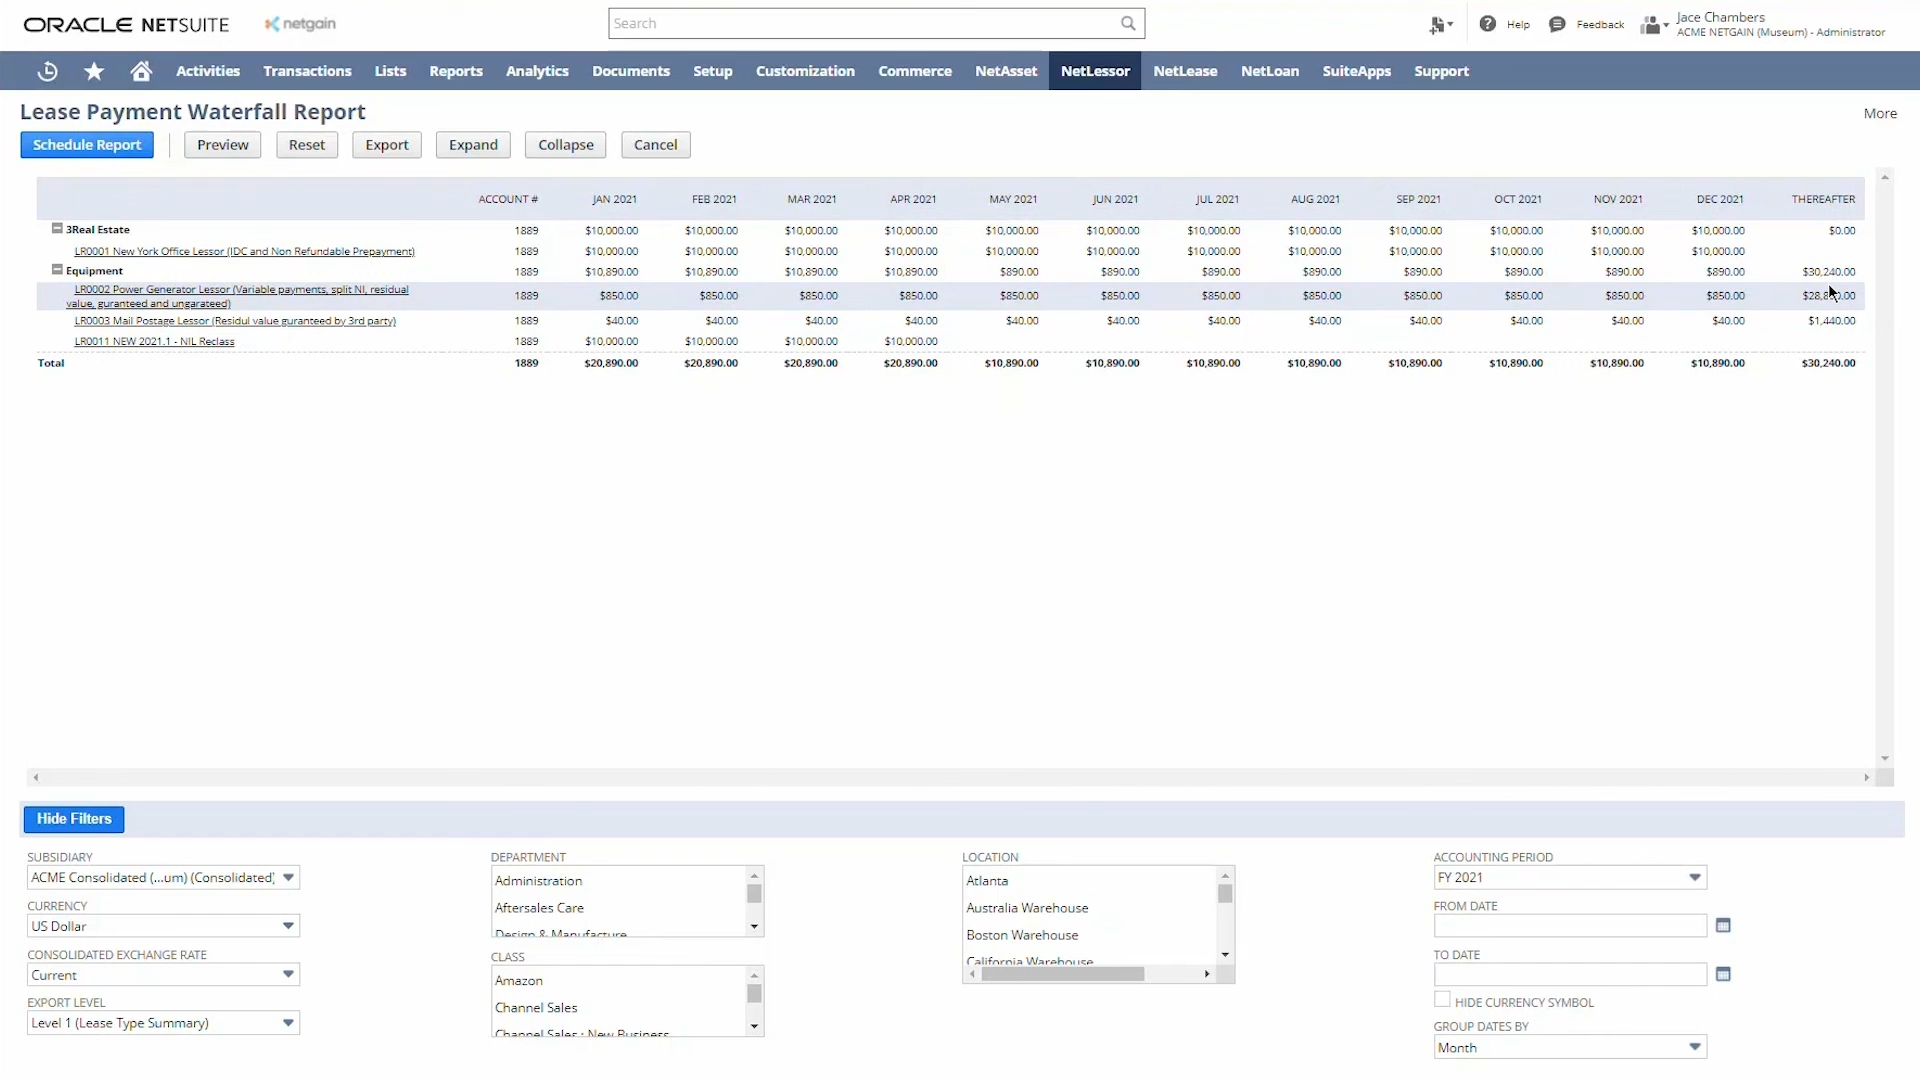 ORACLE NETSUITE netgain Search Help Feedback Jace Chambers
ACME NETGAIN (Museum) - Administrator
Activities Transactions Lists Reports Analytics Documents Setup Customization Commerce NetAsset NetLessor NetLease NetLoan SuiteApps Support
Lease Payment Waterfall Report More
Schedule Report Preview Reset Export Expand Collapse Cancel
ACCOUNT # JAN 2021 FEB 2021 MAR 2021 APR 2021 MAY 2021 JUN 2021 JUL 2021 AUG 2021 SEP 2021 OCT 2021 NOV 2021 DEC 2021 THEREAFTER
3Real Estate 1889 $10,000.00 $10,000.00 $10,000.00 $10,000.00 $10,000.00 $10,000.00 $10,000.00 $10,000.00 $10,000.00 $10,000.00 $10,000.00 $10,000.00 $0.00
LR0001 New York Office Lessor (IDC and Non Refundable Prepayment) 1889 $10,000.00 $10,000.00 $10,000.00 $10,000.00 $10,000.00 $10,000.00 $10,000.00 $10,000.00 $10,000.00 $10,000.00 $10,000.00 $10,000.00
Equipment 1889 $10,890.00 $10,890.00 $10,890.00 $10,890.00 $890.00 $890.00 $890.00 $890.00 $890.00 $890.00 $890.00 $890.00 $30,240.00
LR0002 Power Generator Lessor (Variable payments, split NI, residual
value, guranteed and ungarateed) 1889 $850.00 $850.00 $850.00 $850.00 $850.00 $850.00 $850.00 $850.00 $850.00 $850.00 $850.00 $850.00
LR0003 Mail Postage Lessor (Residul value guranteed by 3rd party) 1889 $40.00 $40.00 $40.00 $40.00 $40.00 $40.00 $40.00 $40.00 $40.00 $40.00 $40.00 $40.00 $1,440.00
LR0011 NEW 2021.1 - NIL Reclass 1889 $10,000.00 $10,000.00 $10,000.00 $10,000.00
Total 1889 $20,890.00 $20,890.00 $20,890.00 $20,890.00 $10,890.00 $10,890.00 $10,890.00 $10,890.00 $10,890.00 $10,890.00 $10,890.00 $10,890.00 $30,240.00
Hide Filters
SUBSIDIARY
ACME Consolidated (...um) (Consolidated)
CURRENCY
US Dollar
CONSOLIDATED EXCHANGE RATE
Current
EXPORT LEVEL
Level 1 (Lease Type Summary)
DEPARTMENT
Administration
Aftersales Care
Design & Manufacture
CLASS
Amazon
Channel Sales
Channel Sales : New Business
LOCATION
Atlanta
Australia Warehouse
Boston Warehouse
California Warehouse
ACCOUNTING PERIOD
FY 2021
FROM DATE
TO DATE
HIDE CURRENCY SYMBOL
GROUP DATES BY
Month